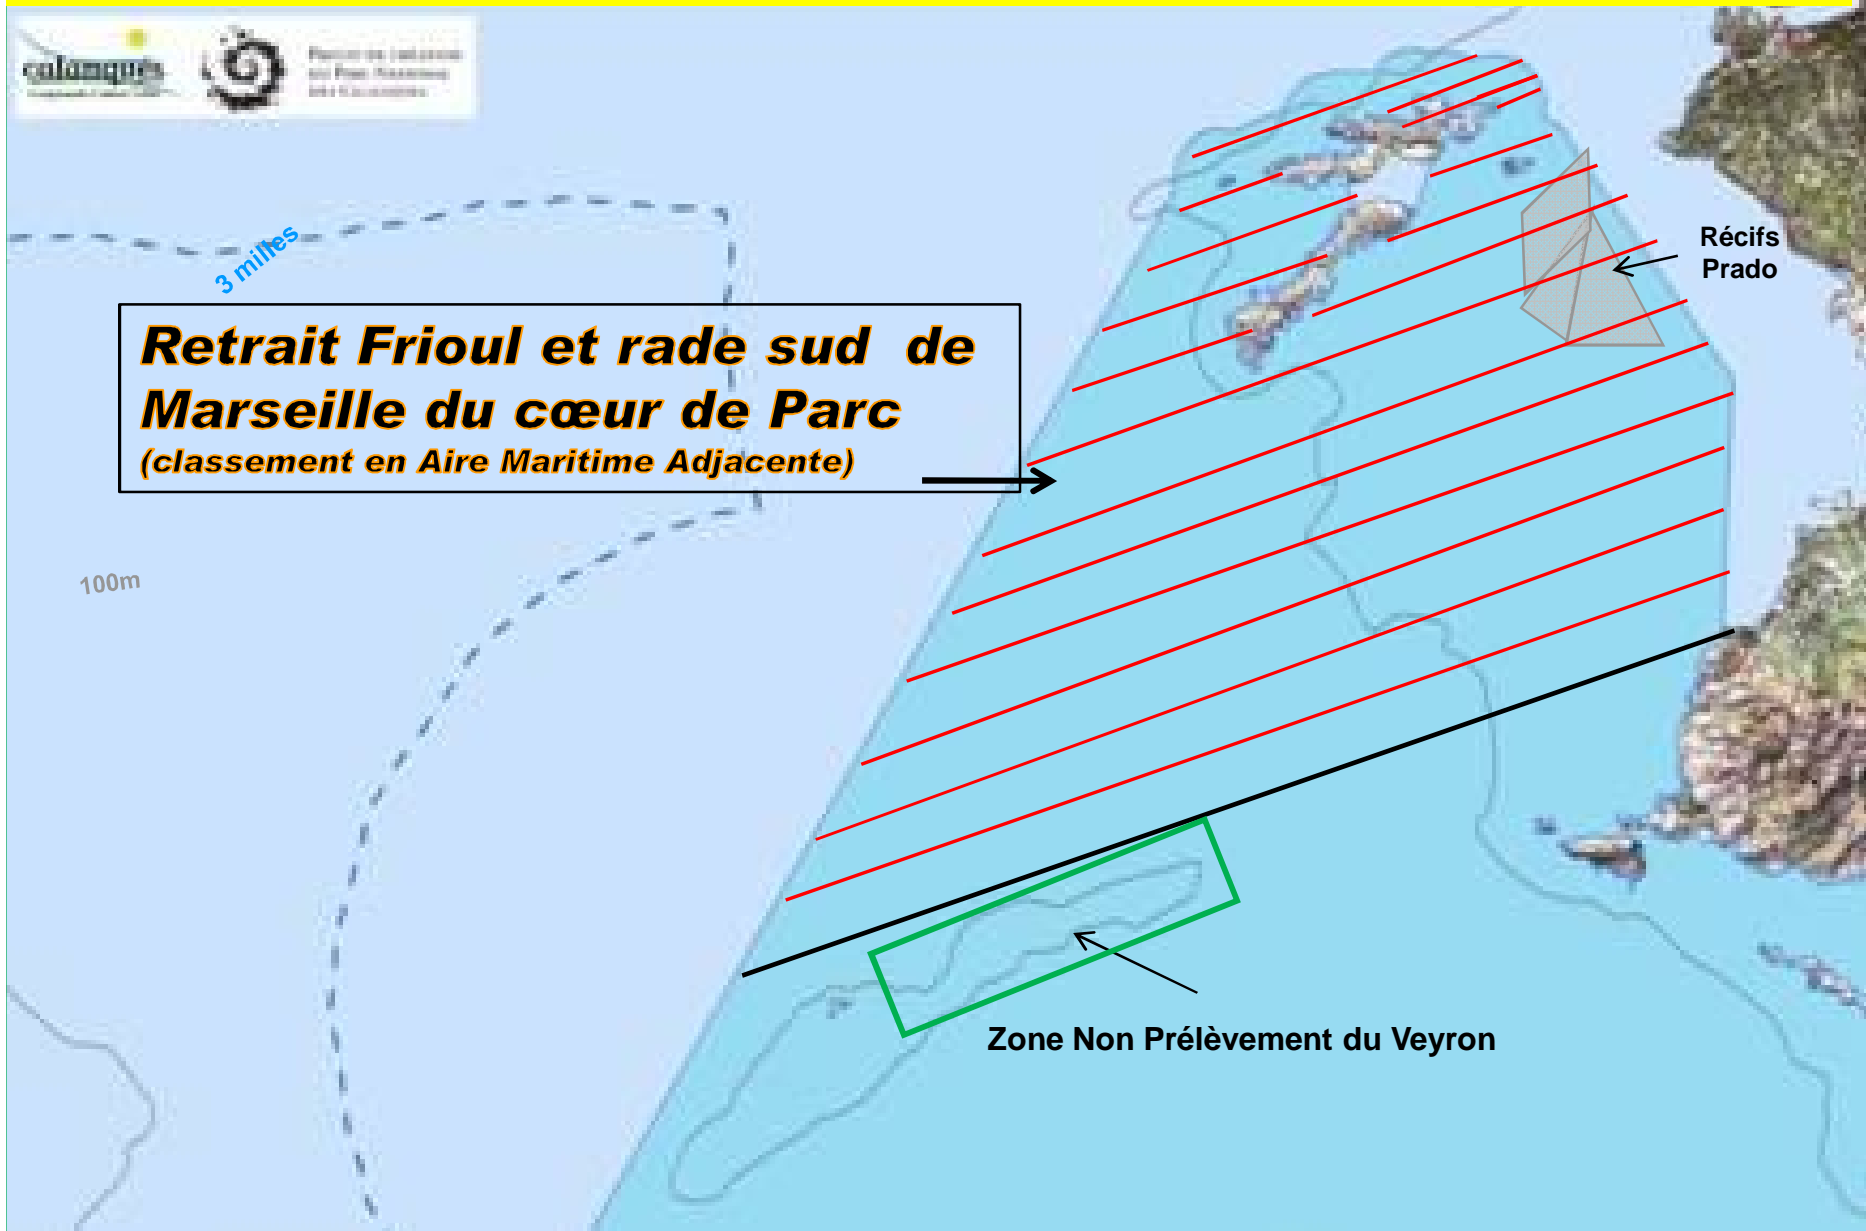 calanques
3 milles
Retrait Frioul et rade sud de
Marseille du cœur de Parc
(classement en Aire Maritime Adjacente)
100m
Récifs
Prado
Zone Non Prélèvement du Veyron